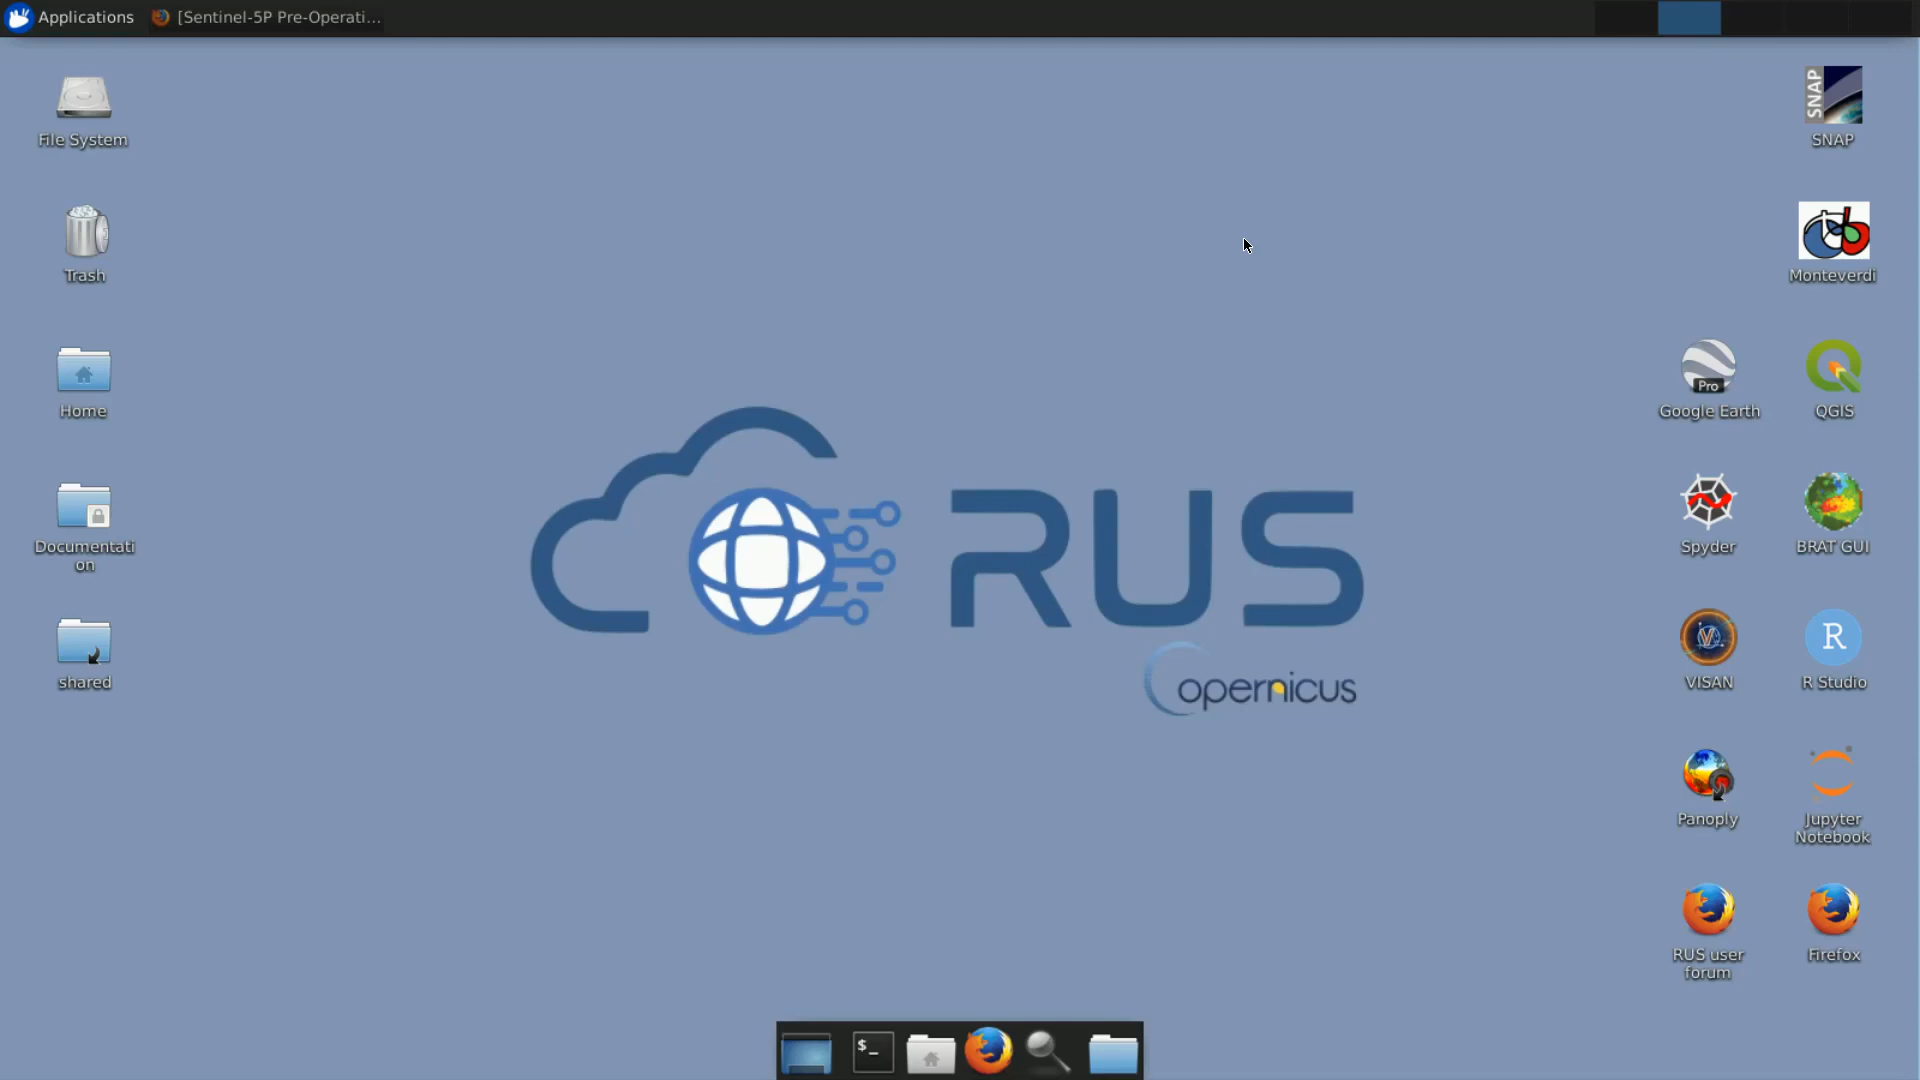 Applications
[Sentinel-5P Pre-Operati...
File System
SNAP
SNAP
Trash
Monteverdi
Home
Pro
Google Earth
QGIS
Documentati
on
Spyder
BRAT GUI
RUS
shared
opernicus
V
VISAN
R
R Studio
Panoply
Jupyter
Notebook
RUS user
forum
Firefox
$_